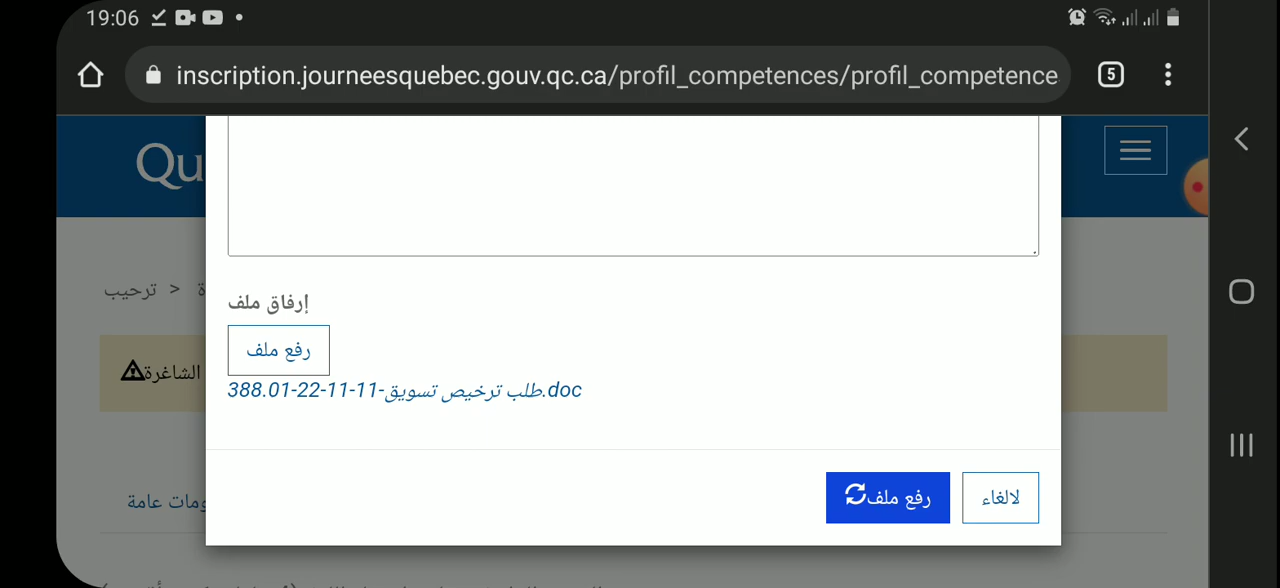 19:06
inscription.journeesquebec.gouv.qc.ca/profil_competences/profil_competence
5
Qu
ترحيب > ة
الشاغرة
إرفاق ملف
رفع ملف
388.01-22-11-11-طلب ترخيص تسويق.doc
ومات عامة
رفع ملف
لالغاء